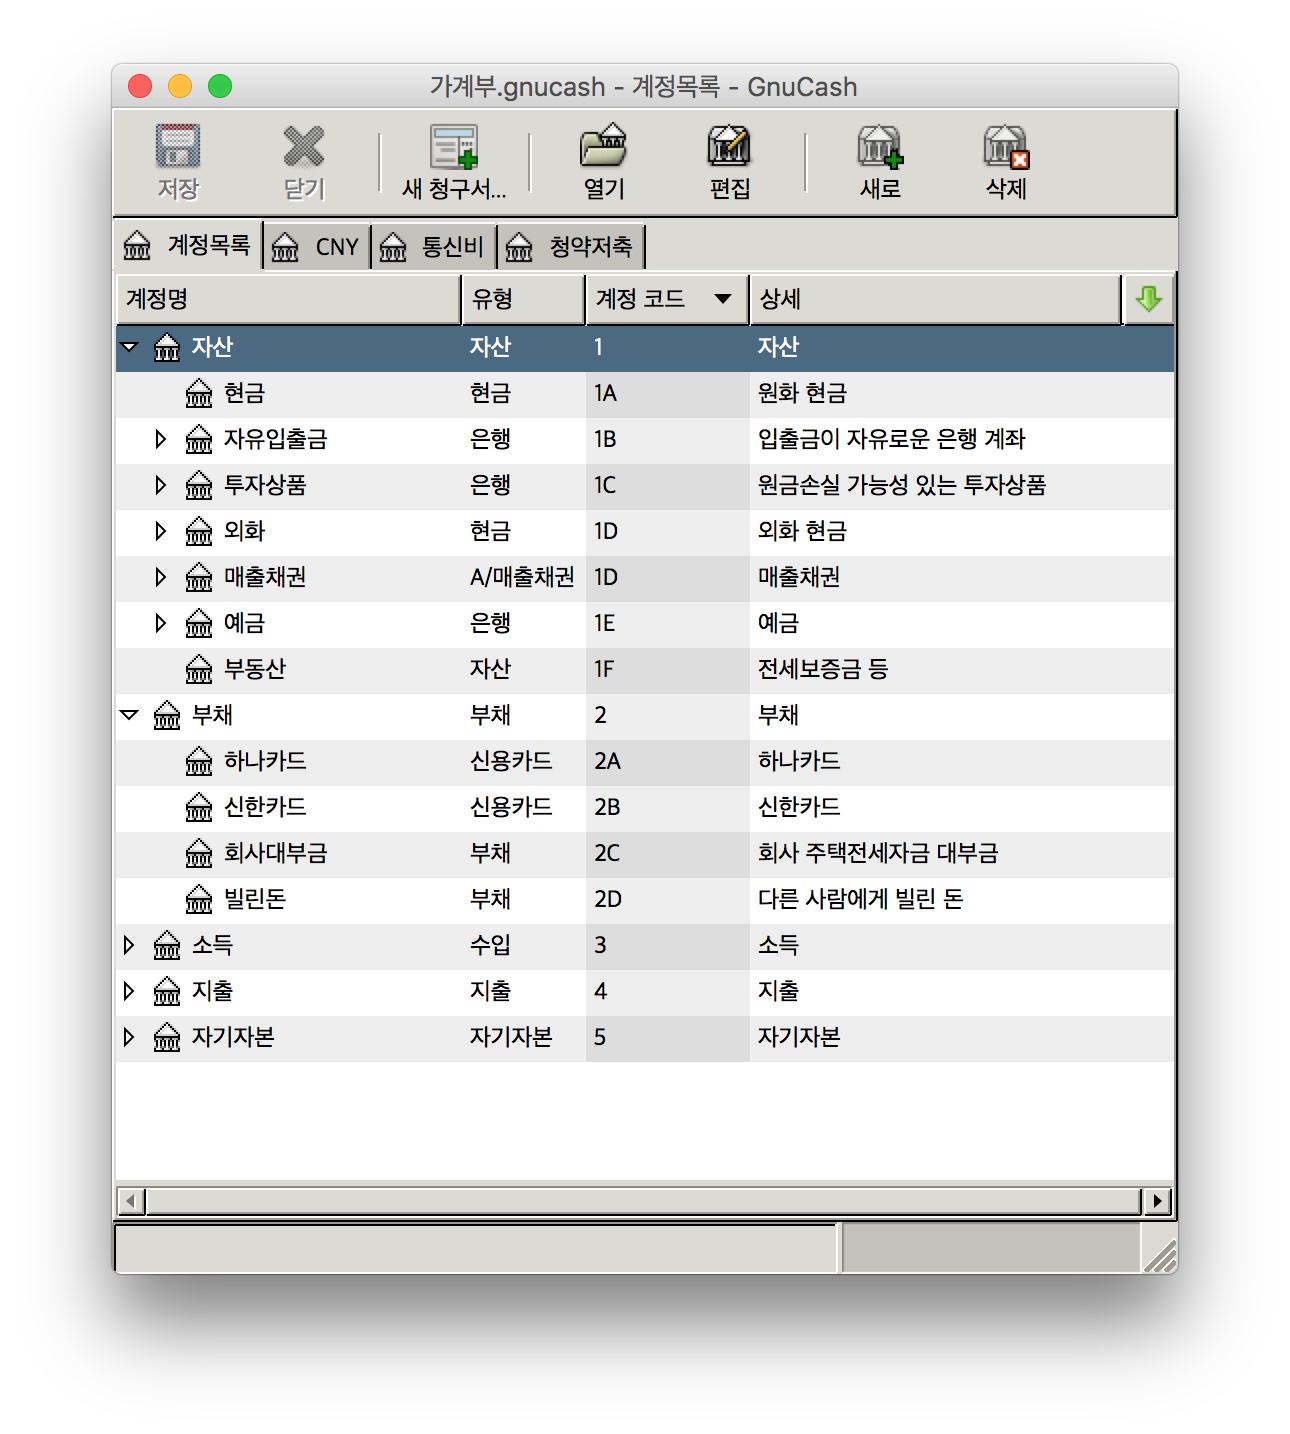 가계부.gnucash – 계정목록 – GnuCash
저장 닫기 새 청구서... 열기 편집 새로 삭제
계정목록 CNY 통신비 청약저축
계정명 유형 계정 코드 상세
자산 자산 1 자산
현금 현금 1A 원화 현금
자유입출금 은행 1B 입출금이 자유로운 은행 계좌
투자상품 은행 1C 원금손실 가능성 있는 투자상품
외화 현금 1D 외화 현금
매출채권 A/매출채권 1D 매출채권
예금 은행 1E 예금
부동산 자산 1F 전세보증금 등
부채 부채 2 부채
하나카드 신용카드 2A 하나카드
신한카드 신용카드 2B 신한카드
회사대부금 부채 2C 회사 주택전세자금 대부금
빌린돈 부채 2D 다른 사람에게 빌린 돈
소득 수입 3 소득
지출 지출 4 지출
자기자본 자기자본 5 자기자본